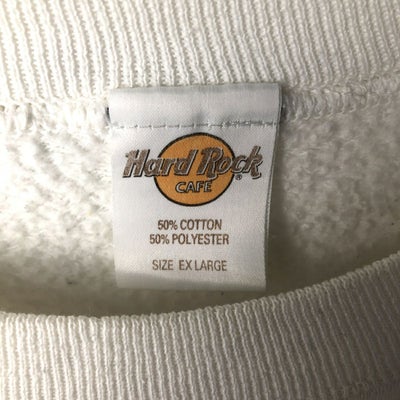 Hard Rock
CAFE
®
50% COTTON
50% POLYESTER
SIZE EX LARGE